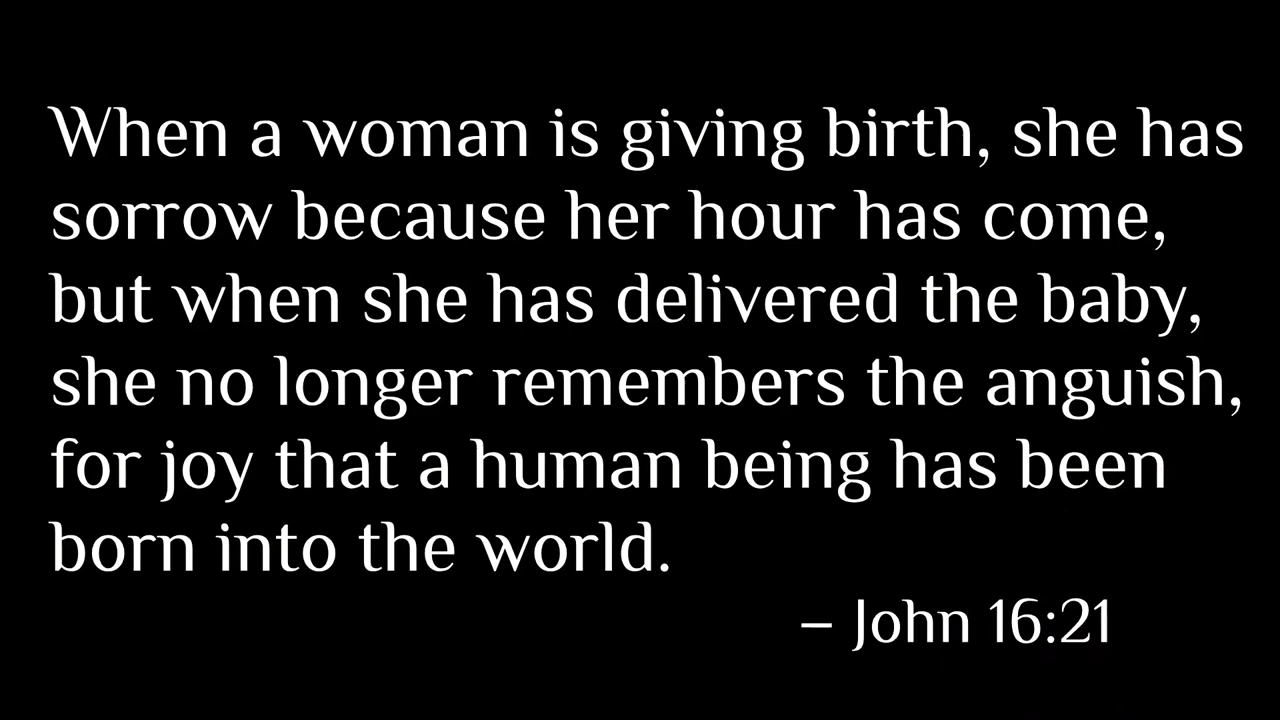 When a woman is giving birth, she has
sorrow because her hour has come,
but when she has delivered the baby,
she no longer remembers the anguish,
for joy that a human being has been
born into the world.
– John 16:21